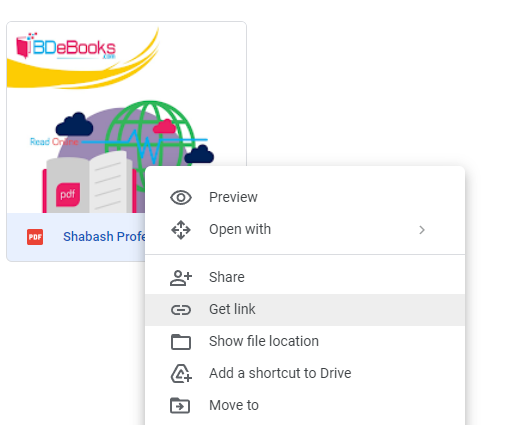 BDeBooks
.com
Read Online
pdf
PDF
Shabash Profe
Preview
Open with
Share
Get link
Show file location
Add a shortcut to Drive
Move to